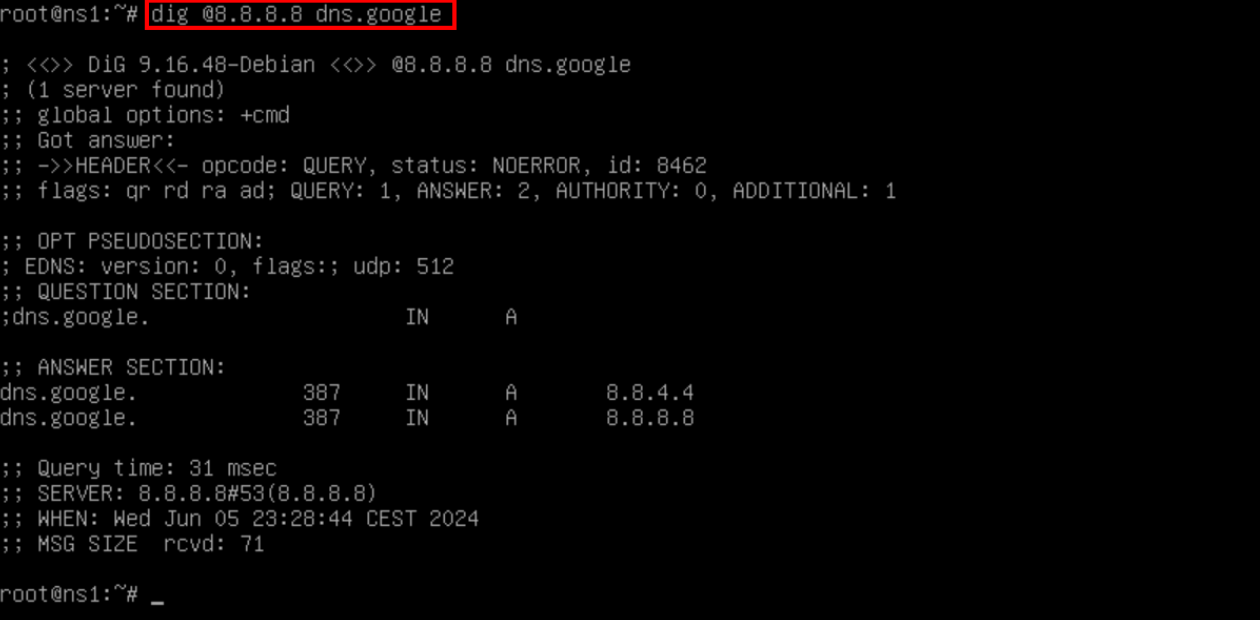 root@ns1:~# dig @8.8.8.8 dns.google
; <<>> DiG 9.16.48-Debian <<>> @8.8.8.8 dns.google
; (1 server found)
;; global options: +cmd
;; Got answer:
;; ->>HEADER<<- opcode: QUERY, status: NOERROR, id: 8462
;; flags: qr rd ra ad; QUERY: 1, ANSWER: 2, AUTHORITY: 0, ADDITIONAL: 1
;; OPT PSEUDOSECTION:
; EDNS: version: 0, flags:; udp: 512
;; QUESTION SECTION:
;dns.google. IN A
;; ANSWER SECTION:
dns.google. 387 IN A 8.8.4.4
dns.google. 387 IN A 8.8.8.8
;; Query time: 31 msec
;; SERVER: 8.8.8.8#53(8.8.8.8)
;; WHEN: Wed Jun 05 23:28:44 CEST 2024
;; MSG SIZE rcvd: 71
root@ns1:~# _